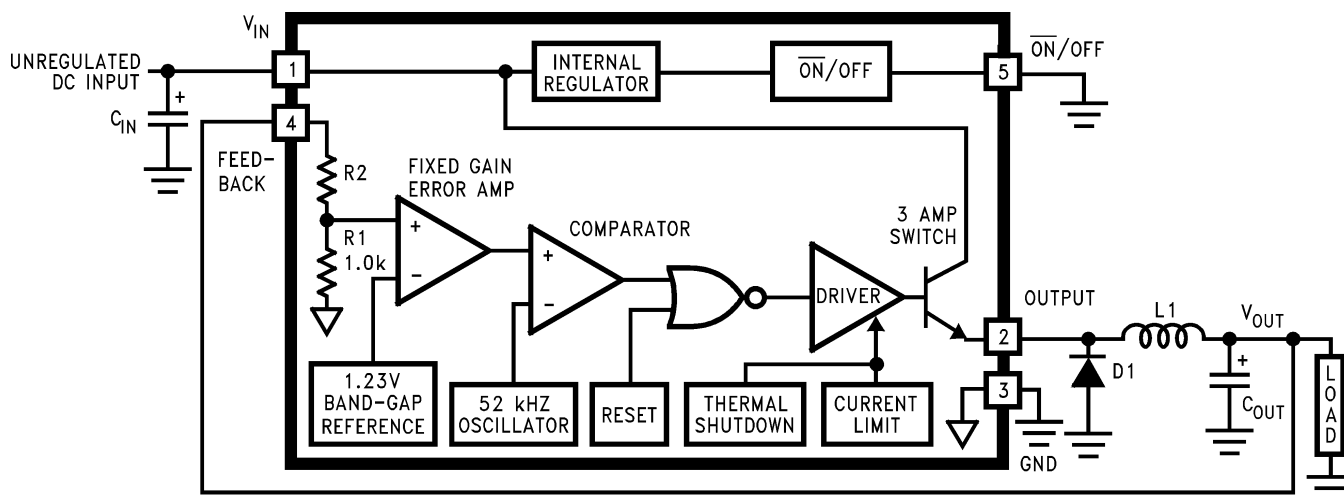 V_IN
UNREGULATED
DC INPUT
+
C_IN
1
4
FEED-
BACK
INTERNAL
REGULATOR
O̅N̅/OFF
5
O̅N̅/OFF
R2
R1
1.0k
FIXED GAIN
ERROR AMP
+
−
COMPARATOR
+
−
DRIVER
3 AMP
SWITCH
OUTPUT
2
3
GND
1.23V
BAND-GAP
REFERENCE
52 kHZ
OSCILLATOR
RESET
THERMAL
SHUTDOWN
CURRENT
LIMIT
D1
L1
V_OUT
+
C_OUT
LOAD